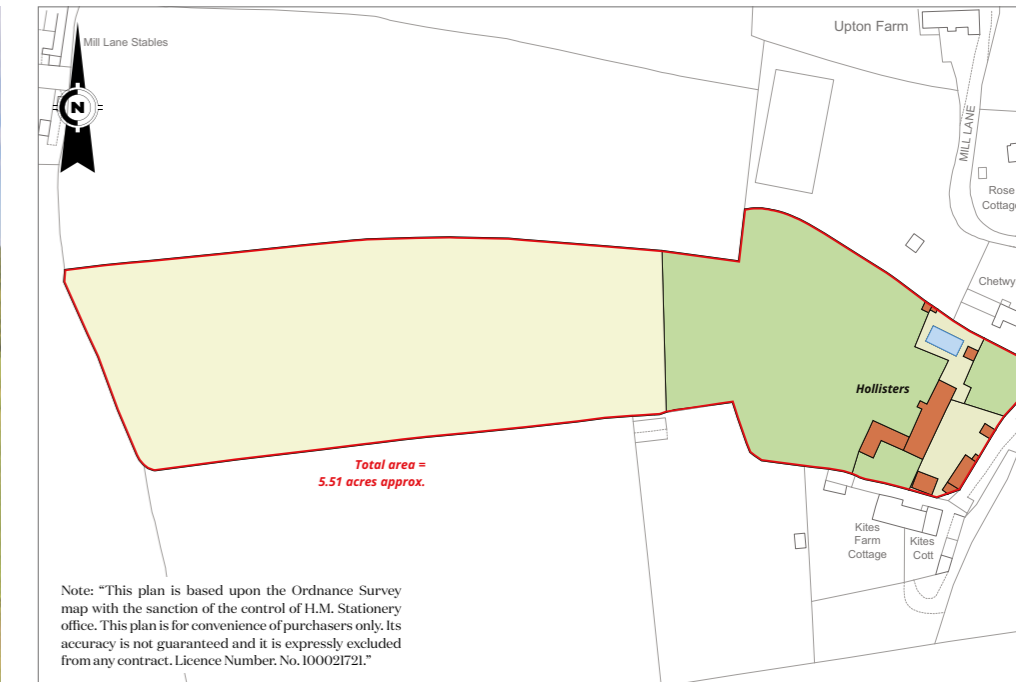 Mill Lane Stables
Upton Farm
N
MILL LANE
Rose
Cottage
Chetwy
Hollisters
Total area =
5.51 acres approx.
Kites
Farm
Cottage
Kites
Cott
Note: “This plan is based upon the Ordnance Survey
map with the sanction of the control of H.M. Stationery
office. This plan is for convenience of purchasers only. Its
accuracy is not guaranteed and it is expressly excluded
from any contract. Licence Number. No. 100021721.”